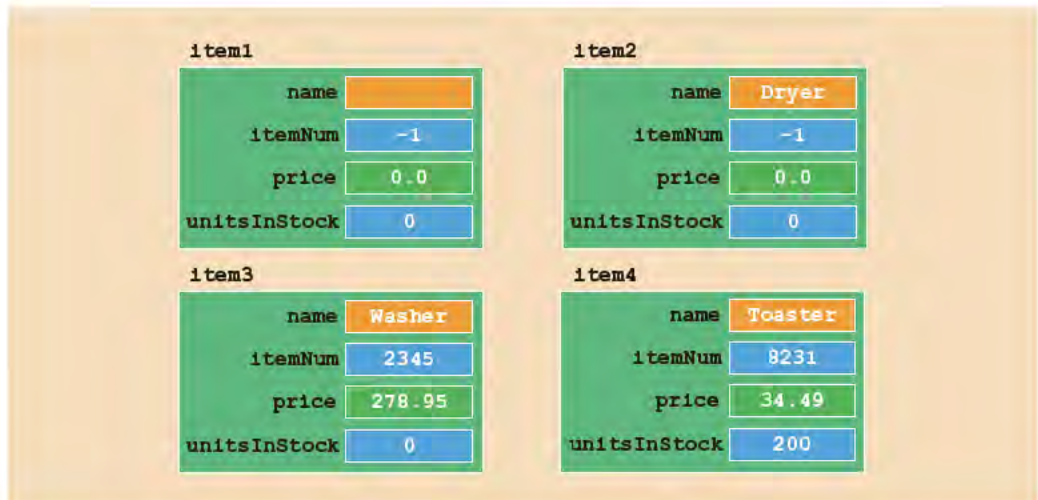 item1
name
itemNum -1
price 0.0
unitsInStock 0
item2
name Dryer
itemNum -1
price 0.0
unitsInStock 0
item3
name Washer
itemNum 2345
price 278.95
unitsInStock 0
item4
name Toaster
itemNum 8231
price 34.49
unitsInStock 200